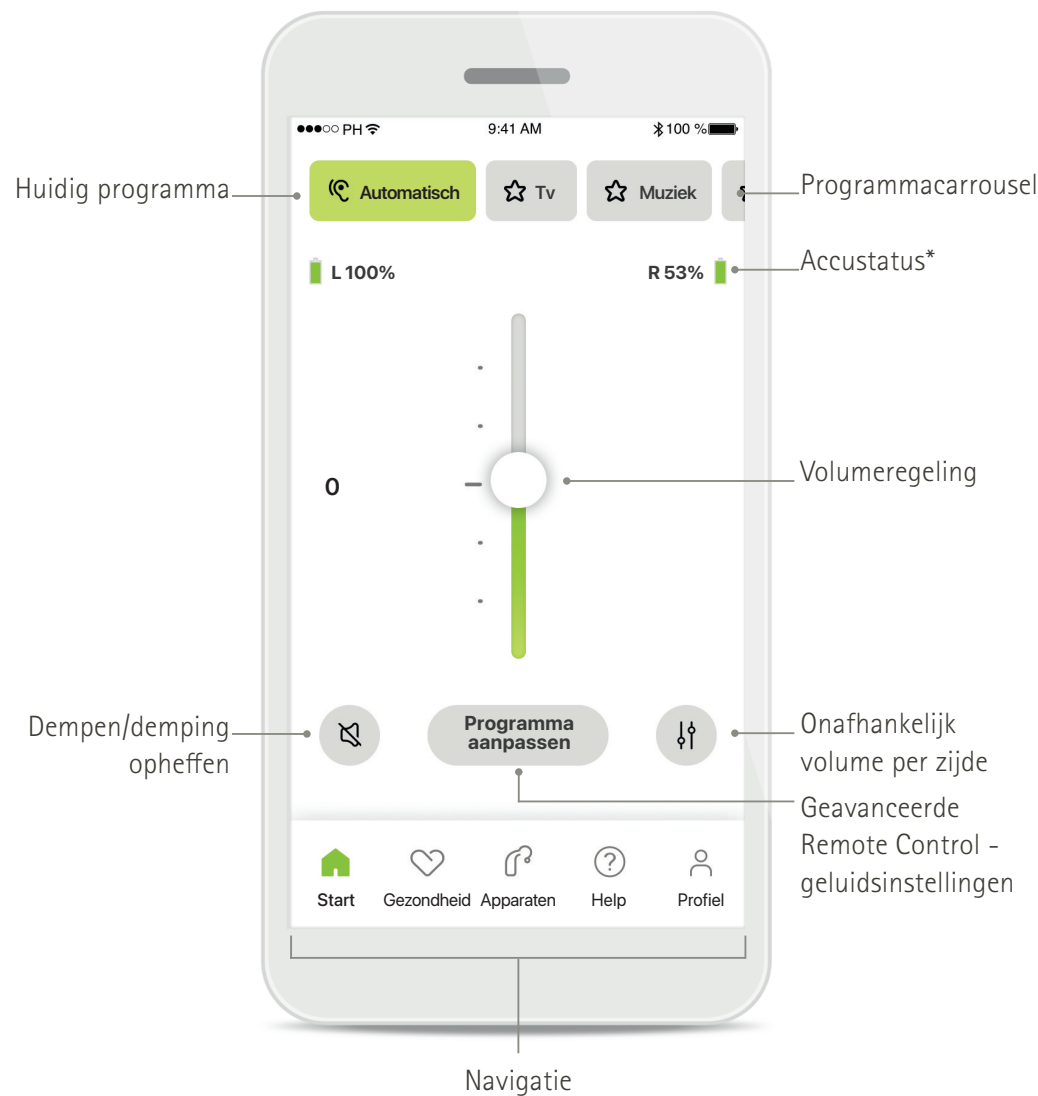 ●●●○○ PH 9:41 AM 100 %
Huidig programma
Automatisch Tv Muziek
Programmacarrousel
L 100% R 53%
Accustatus*
0
Volumeregeling
Dempen/demping
opheffen
Programma
aanpassen
Onafhankelijk
volume per zijde
Geavanceerde
Remote Control -
geluidsinstellingen
Start Gezondheid Apparaten Help Profiel
Navigatie